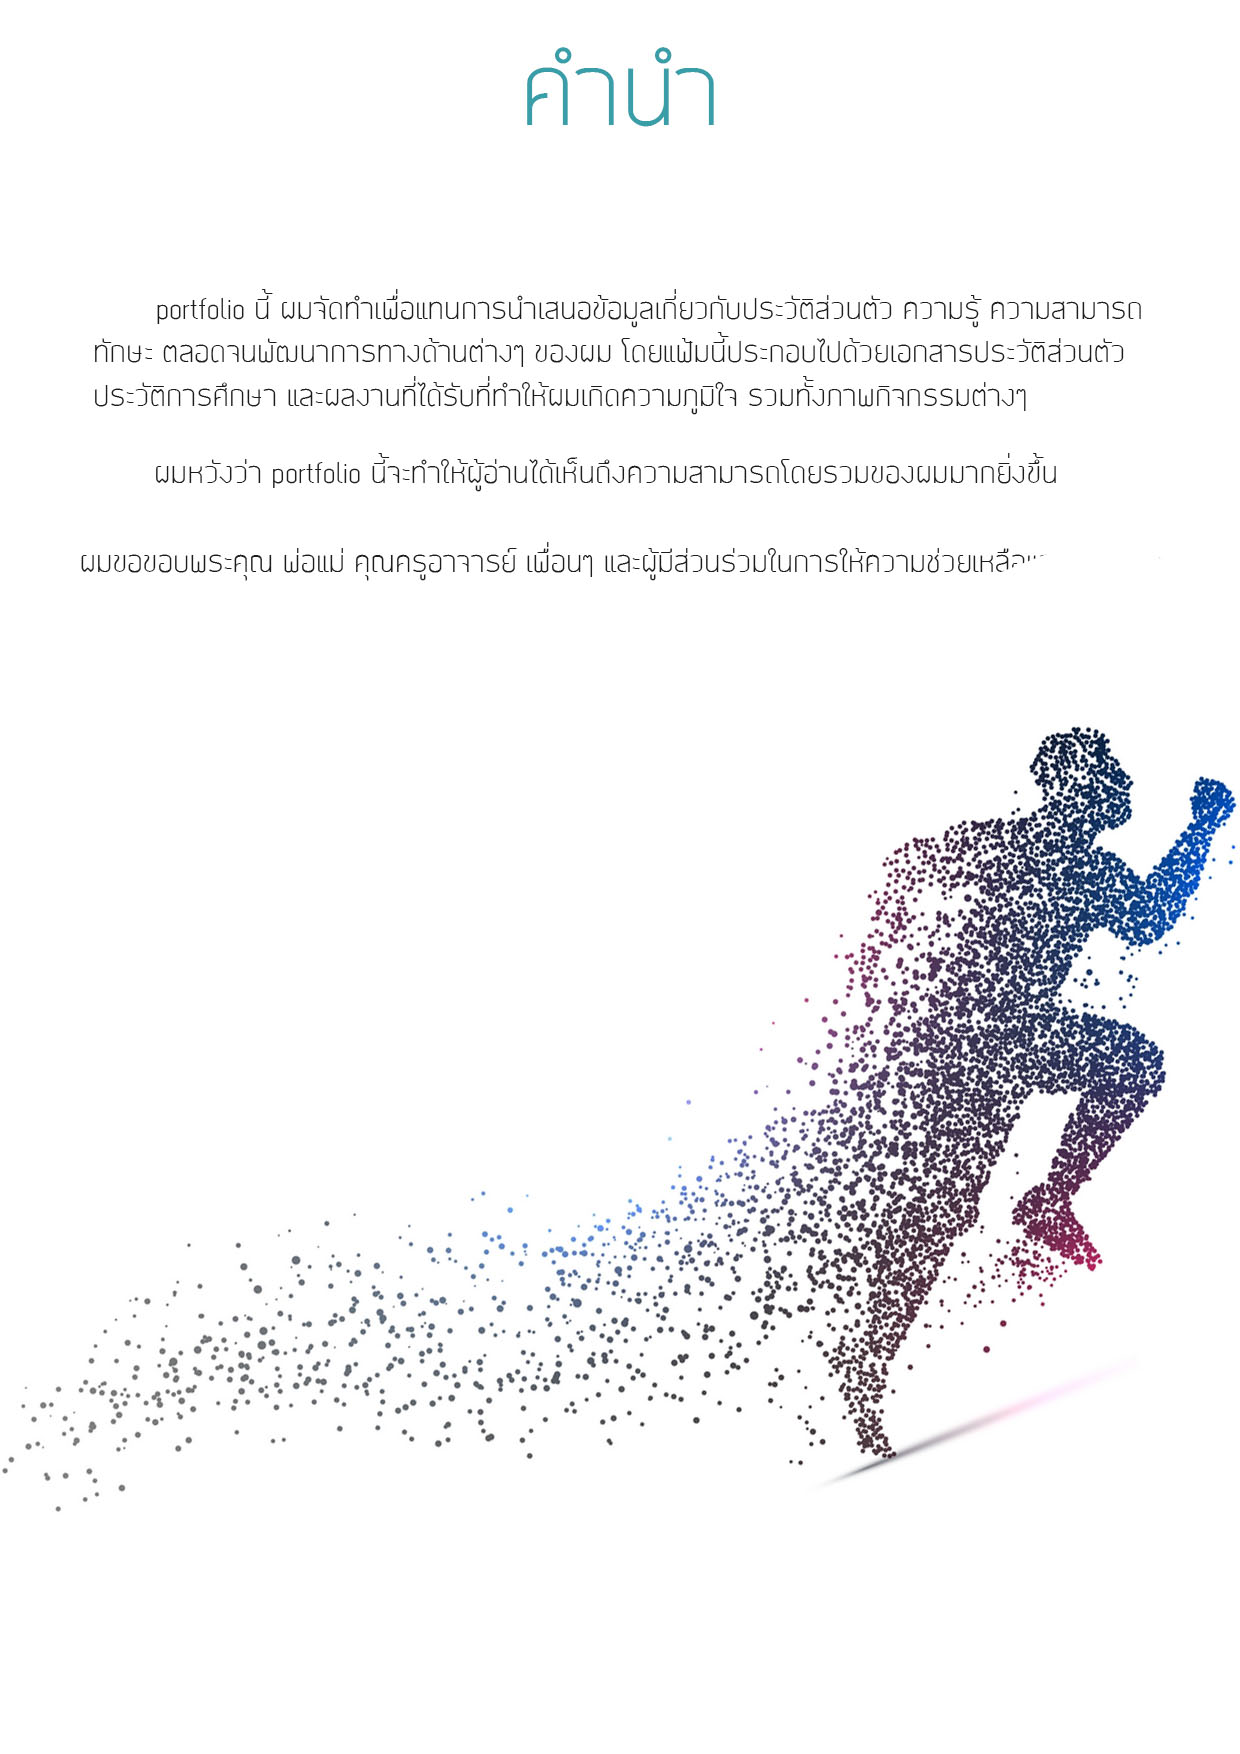 คำนำ
portfolio นี้ ผมจัดทำเพื่อแทนการนำเสนอข้อมูลเกี่ยวกับประวัติส่วนตัว ความรู้ ความสามารถ
ทักษะ ตลอดจนพัฒนาการทางด้านต่างๆ ของผม โดยแฟ้มนี้ประกอบไปด้วยเอกสารประวัติส่วนตัว
ประวัติการศึกษา และผลงานที่ได้รับที่ทำให้ผมเกิดความภูมิใจ รวมทั้งภาพกิจกรรมต่างๆ
ผมหวังว่า portfolio นี้จะทำให้ผู้อ่านได้เห็นถึงความสามารถโดยรวมของผมมากยิ่งขึ้น
ผมขอขอบพระคุณ พ่อแม่ คุณครูอาจารย์ เพื่อนๆ และผู้มีส่วนร่วมในการให้ความช่วยเหลือ